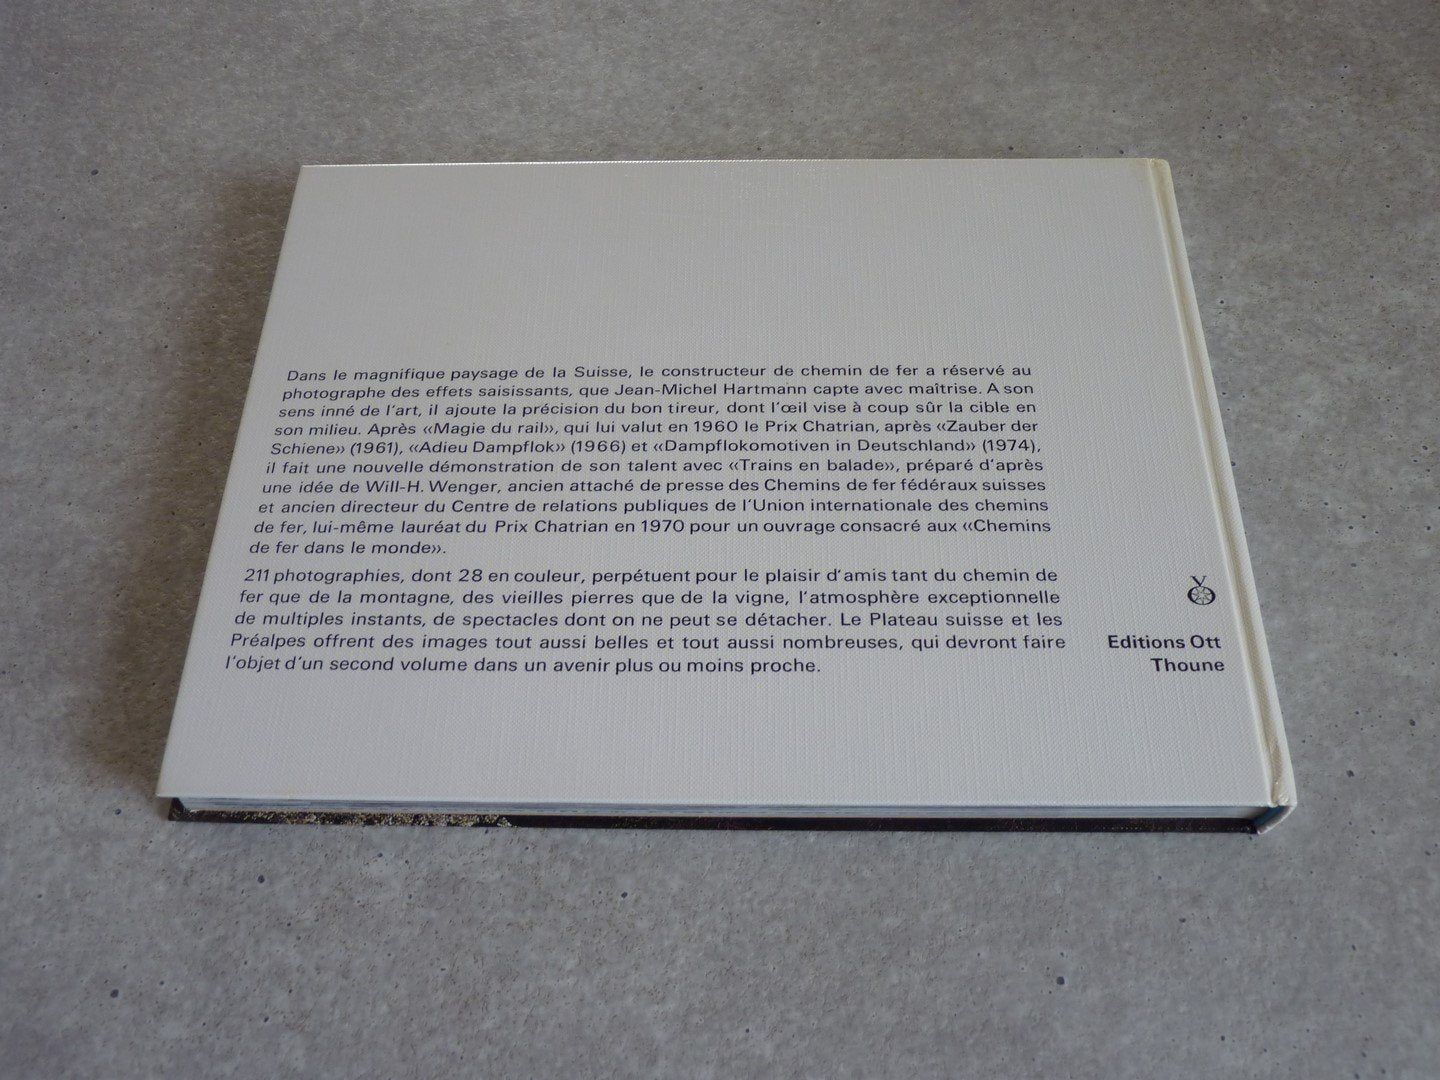 Dans le magnifique paysage de la Suisse, le constructeur de chemin de fer a réservé au
photographe des effets saisissants, que Jean-Michel Hartmann capte avec maîtrise. A son
sens inné de l'art, il ajoute la précision du bon tireur, dont l'œil vise à coup sûr la cible en
son milieu. Après «Magie du rail», qui lui valut en 1960 le Prix Chatrian, après «Zauber der
Schiene» (1961), «Adieu Dampflok» (1966) et «Dampflokomotiven in Deutschland» (1974),
il fait une nouvelle démonstration de son talent avec «Trains en balade», préparé d'après
une idée de Will-H. Wenger, ancien attaché de presse des Chemins de fer fédéraux suisses
et ancien directeur du Centre de relations publiques de l'Union internationale des chemins
de fer, lui-même lauréat du Prix Chatrian en 1970 pour un ouvrage consacré aux «Chemins
de fer dans le monde».
211 photographies, dont 28 en couleur, perpétuent pour le plaisir d'amis tant du chemin de
fer que de la montagne, des vieilles pierres que de la vigne, l'atmosphère exceptionnelle
de multiples instants, de spectacles dont on ne peut se détacher. Le Plateau suisse et les
Préalpes offrent des images tout aussi belles et tout aussi nombreuses, qui devront faire
l'objet d'un second volume dans un avenir plus ou moins proche.
Editions Ott
Thoune